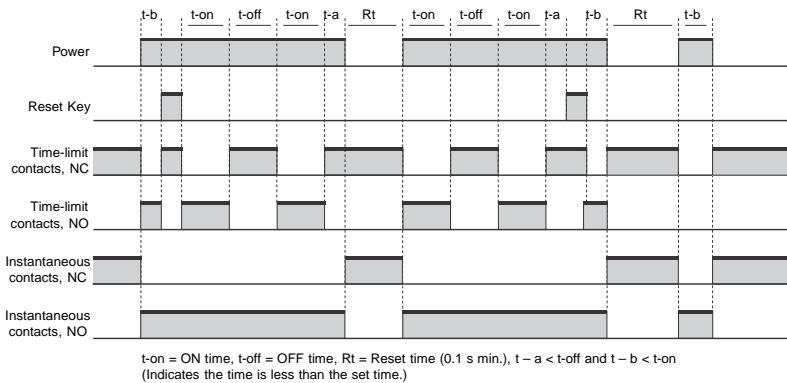 t-b t-on t-off t-on t-a Rt t-on t-off t-on t-a t-b Rt t-b
Power
Reset Key
Time-limit
contacts, NC
Time-limit
contacts, NO
Instantaneous
contacts, NC
Instantaneous
contacts, NO
t-on = ON time, t-off = OFF time, Rt = Reset time (0.1 s min.), t – a < t-off and t – b < t-on
(Indicates the time is less than the set time.)